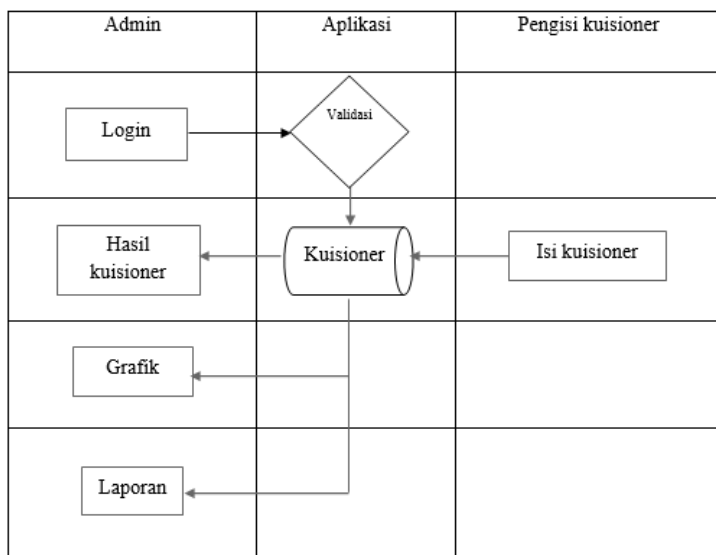 Admin
Aplikasi
Pengisi kuisioner
Login
Validasi
Hasil
kuisioner
Kuisioner
Isi kuisioner
Grafik
Laporan